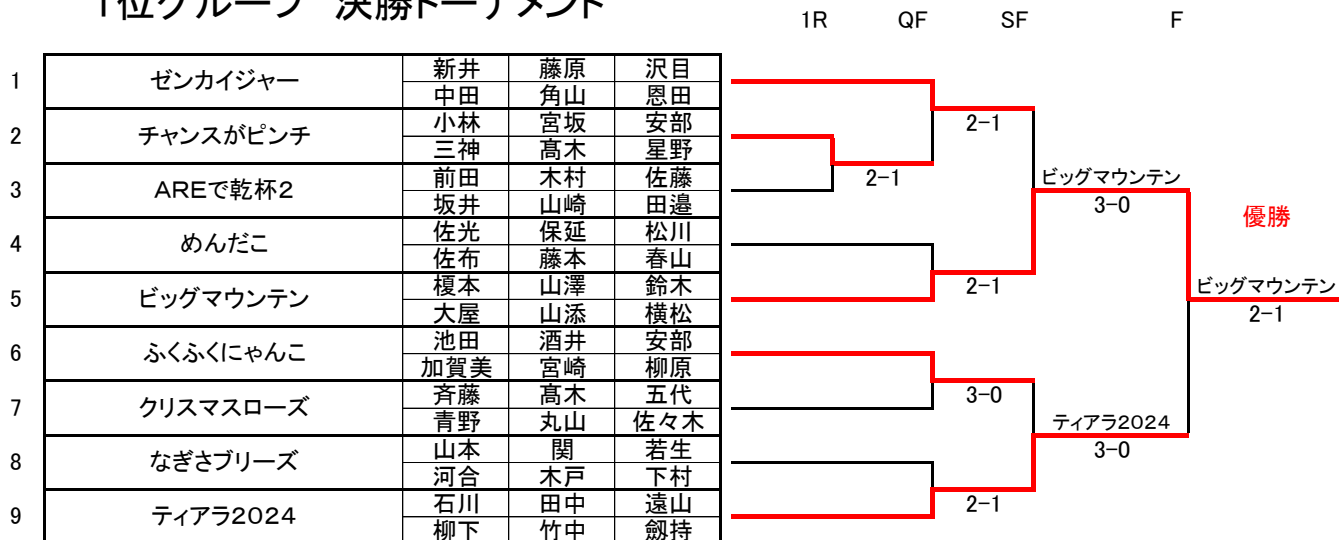 1位グループ 決勝トーナメント
1R QF SF F
1 ゼンカイジャー 新井 藤原 沢目
中田 角山 恩田
2 チャンスがピンチ 小林 宮坂 安部
三神 髙木 星野
3 AREで乾杯2 前田 木村 佐藤
坂井 山崎 田邉
4 めんだこ 佐光 保延 松川
佐布 藤本 春山
5 ビッグマウンテン 榎本 山澤 鈴木
大屋 山添 横松
6 ふくふくにゃんこ 池田 酒井 安部
加賀美 宮崎 柳原
7 クリスマスローズ 斉藤 髙木 五代
青野 丸山 佐々木
8 なぎさブリーズ 山本 関 若生
河合 木戸 下村
9 ティアラ2024 石川 田中 遠山
柳下 竹中 劔持
2-1
2-1
2-1
3-0
2-1
ビッグマウンテン
3-0
ティアラ2024
3-0
優勝
ビッグマウンテン
2-1